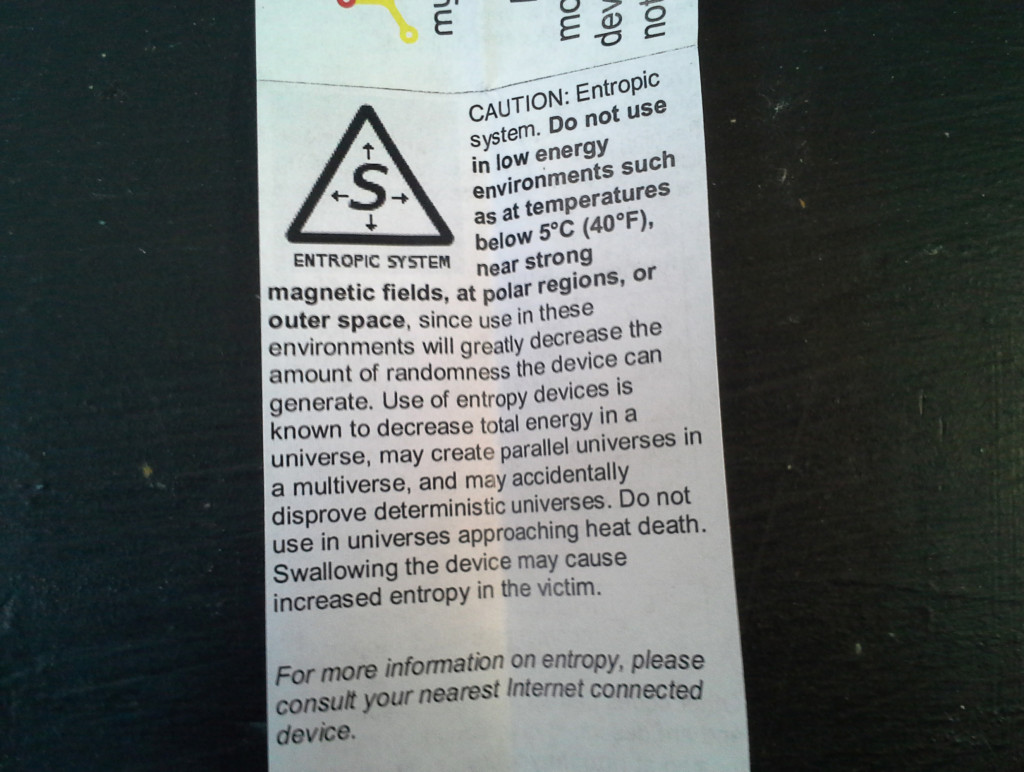 my
mo
dev
not
CAUTION: Entropic
system. Do not use
in low energy
environments such
as at temperatures
below 5°C (40°F),
near strong
S
ENTROPIC SYSTEM
magnetic fields, at polar regions, or
outer space, since use in these
environments will greatly decrease the
amount of randomness the device can
generate. Use of entropy devices is
known to decrease total energy in a
universe, may create parallel universes in
a multiverse, and may accidentally
disprove deterministic universes. Do not
use in universes approaching heat death.
Swallowing the device may cause
increased entropy in the victim.
For more information on entropy, please
consult your nearest Internet connected
device.